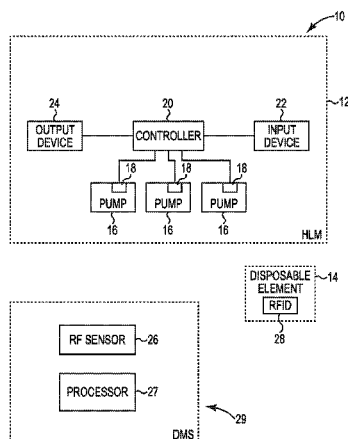 10
12
24
20
22
OUTPUT DEVICE
CONTROLLER
INPUT DEVICE
18 18 18
PUMP PUMP PUMP
16 16 16
HLM
DISPOSABLE ELEMENT
14
RFID
28
RF SENSOR
26
PROCESSOR
27
29
DMS